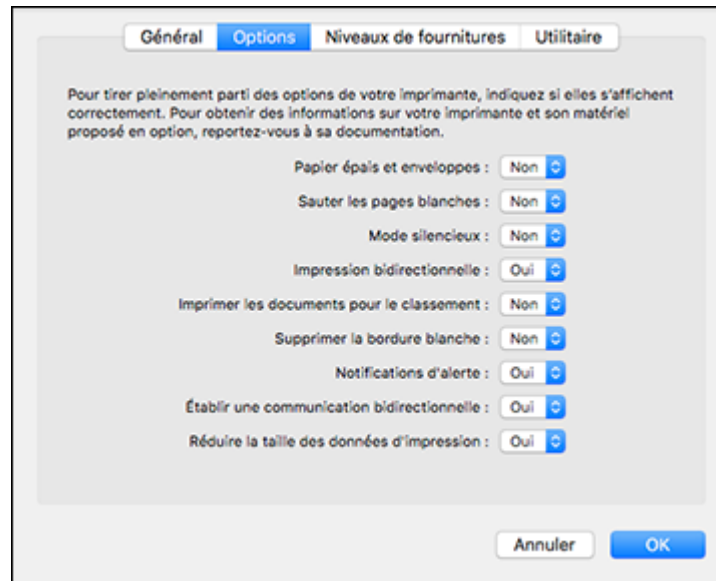 Général Options Niveaux de fournitures Utilitaire
Pour tirer pleinement parti des options de votre imprimante, indiquez si elles s'affichent
correctement. Pour obtenir des informations sur votre imprimante et son matériel
proposé en option, reportez-vous à sa documentation.
Papier épais et enveloppes : Non
Sauter les pages blanches : Non
Mode silencieux : Non
Impression bidirectionnelle : Oui
Imprimer les documents pour le classement : Non
Supprimer la bordure blanche : Non
Notifications d'alerte : Oui
Établir une communication bidirectionnelle : Oui
Réduire la taille des données d'impression : Oui
Annuler OK